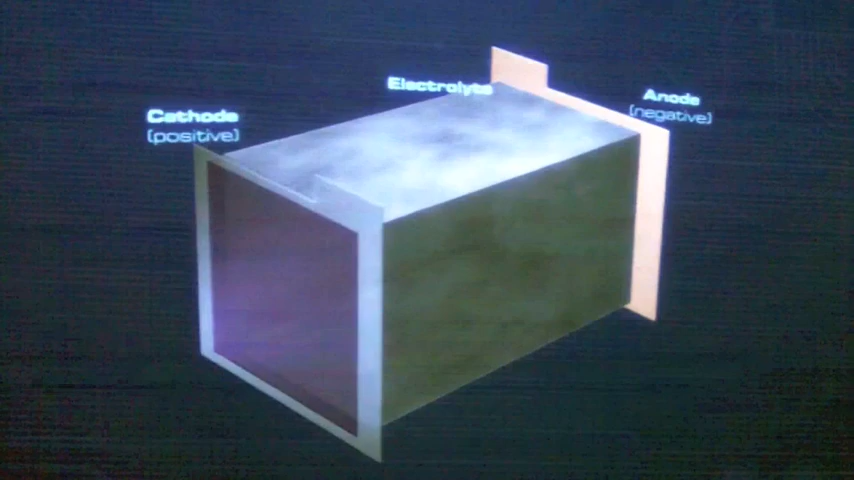 Electrolyte
Cathode
(positive)
Anode
(negative)